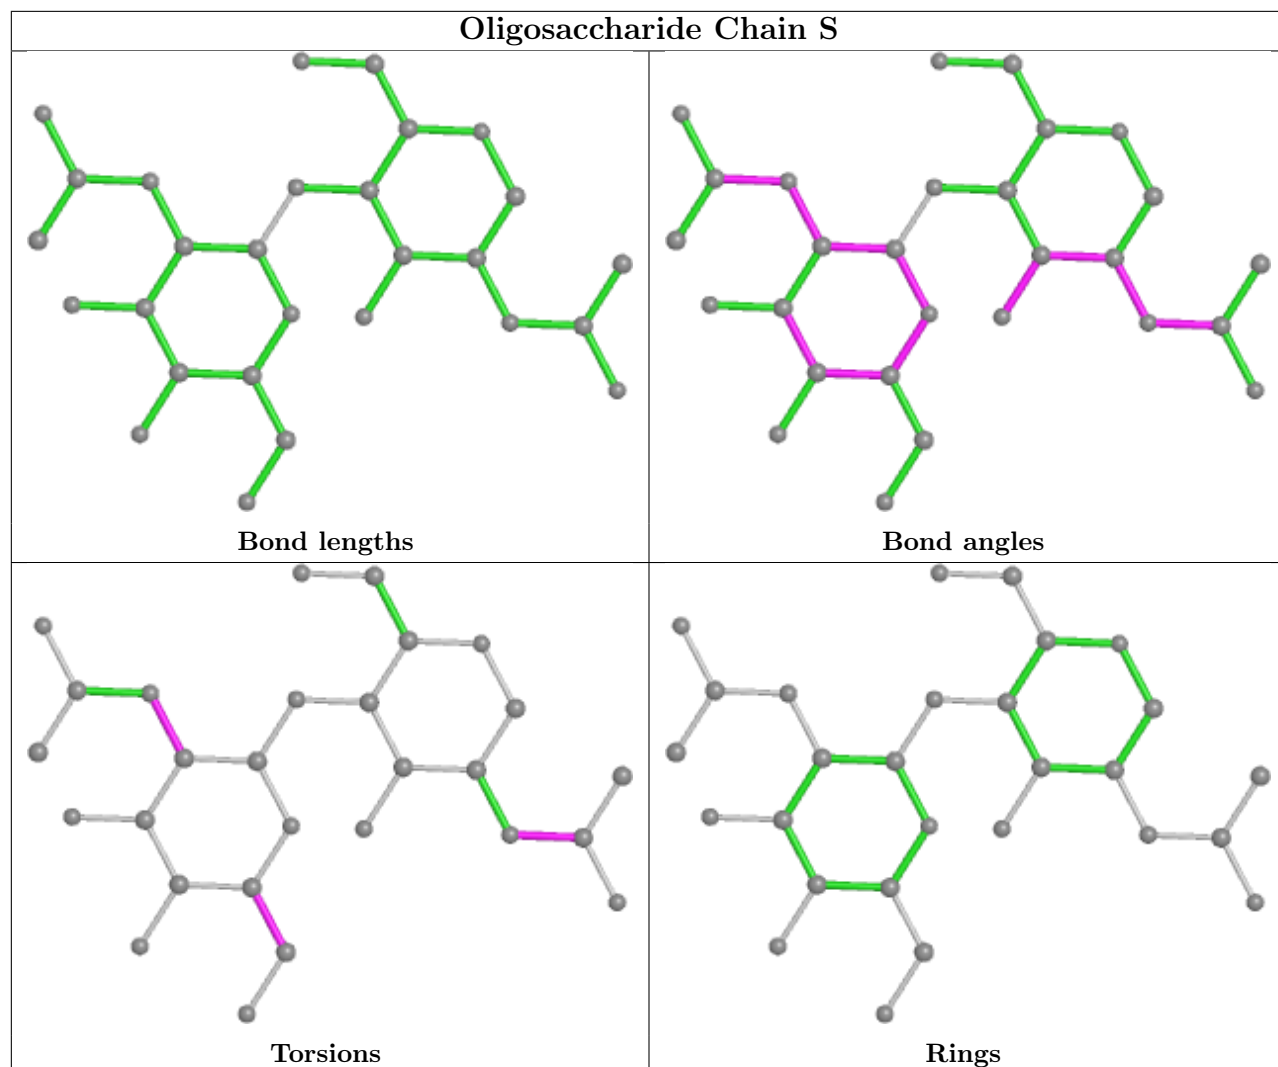 Oligosaccharide Chain S
Bond lengths
Bond angles
Torsions
Rings